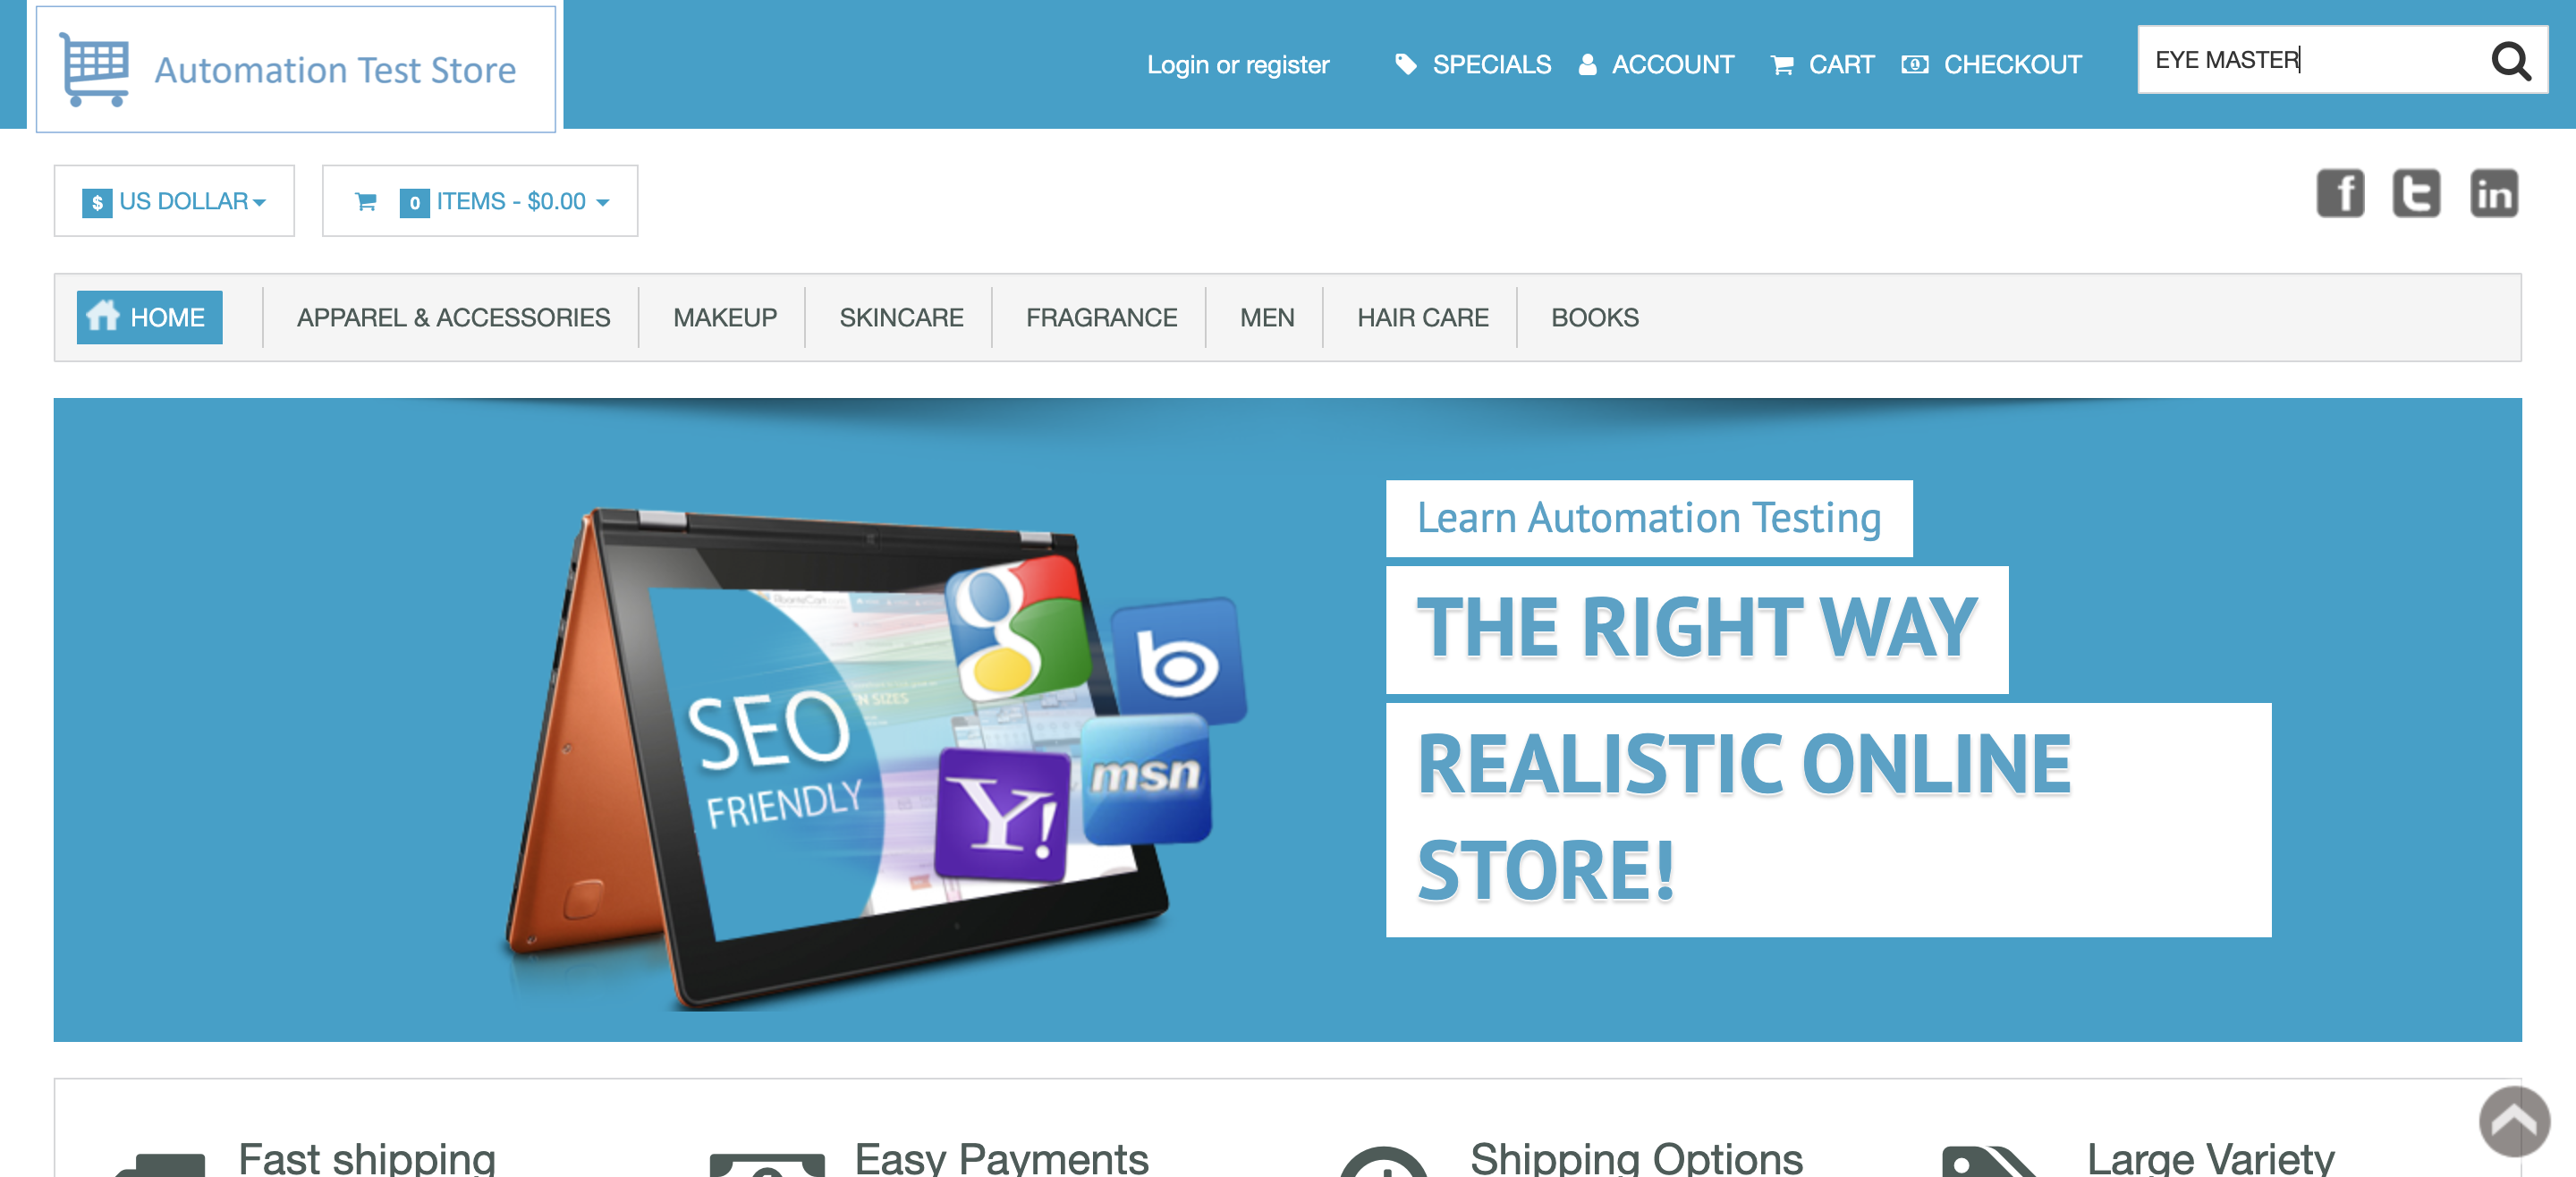 Automation Test Store
Login or register SPECIALS ACCOUNT CART CHECKOUT
EYE MASTER
$ US DOLLAR
0 ITEMS - $0.00
f t in
HOME APPAREL & ACCESSORIES MAKEUP SKINCARE FRAGRANCE MEN HAIR CARE BOOKS
SEO
FRIENDLY
N SIZES
g
b
Y!
msn
Learn Automation Testing
THE RIGHT WAY
REALISTIC ONLINE
STORE!
Fast shipping Easy Payments Shipping Options Large Variety